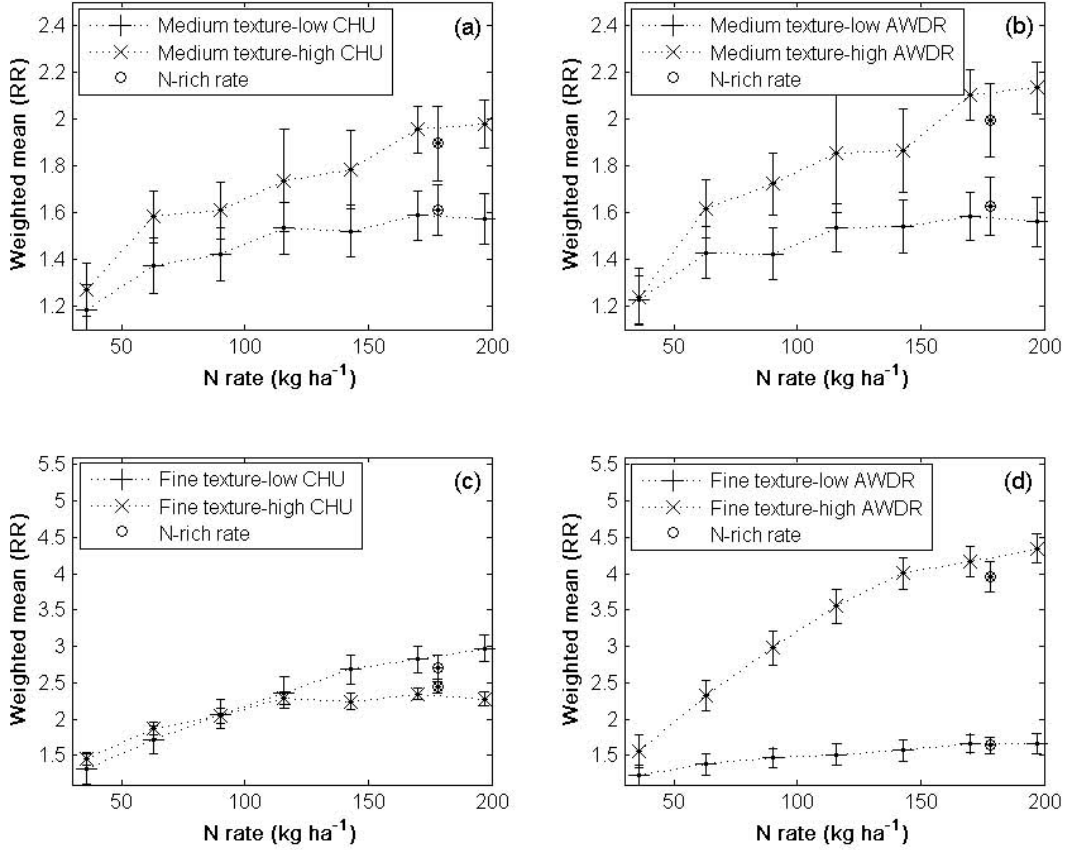 Medium texture-low CHU
Medium texture-high CHU
N-rich rate
(a)
2.4
2.2
2
1.8
1.6
1.4
1.2
Weighted mean (RR)
50
100
150
200
N rate (kg ha⁻¹)
Medium texture-low AWDR
Medium texture-high AWDR
N-rich rate
(b)
2.4
2.2
2
1.8
1.6
1.4
1.2
Weighted mean (RR)
50
100
150
200
N rate (kg ha⁻¹)
Fine texture-low CHU
Fine texture-high CHU
N-rich rate
(c)
5.5
5
4.5
4
3.5
3
2.5
2
1.5
Weighted mean (RR)
50
100
150
200
N rate (kg ha⁻¹)
Fine texture-low AWDR
Fine texture-high AWDR
N-rich rate
(d)
5.5
5
4.5
4
3.5
3
2.5
2
1.5
Weighted mean (RR)
50
100
150
200
N rate (kg ha⁻¹)